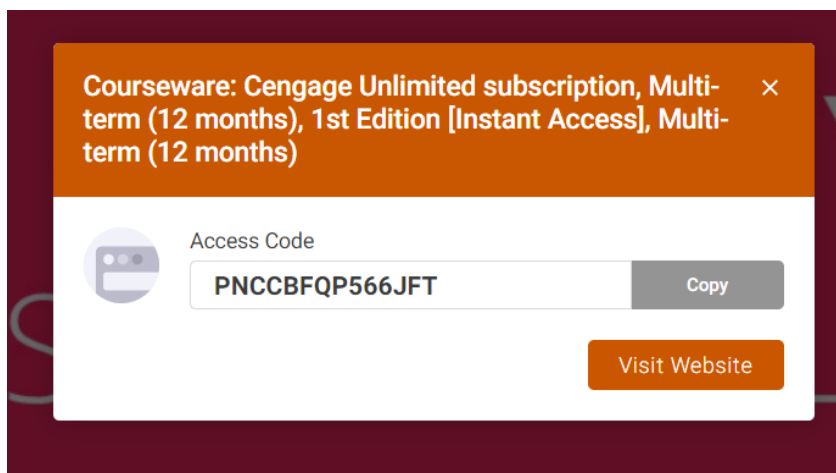 Courseware: Cengage Unlimited subscription, Multi-
term (12 months), 1st Edition [Instant Access], Multi-
term (12 months)
Access Code
PNCCBFQP566JFT
Copy
Visit Website